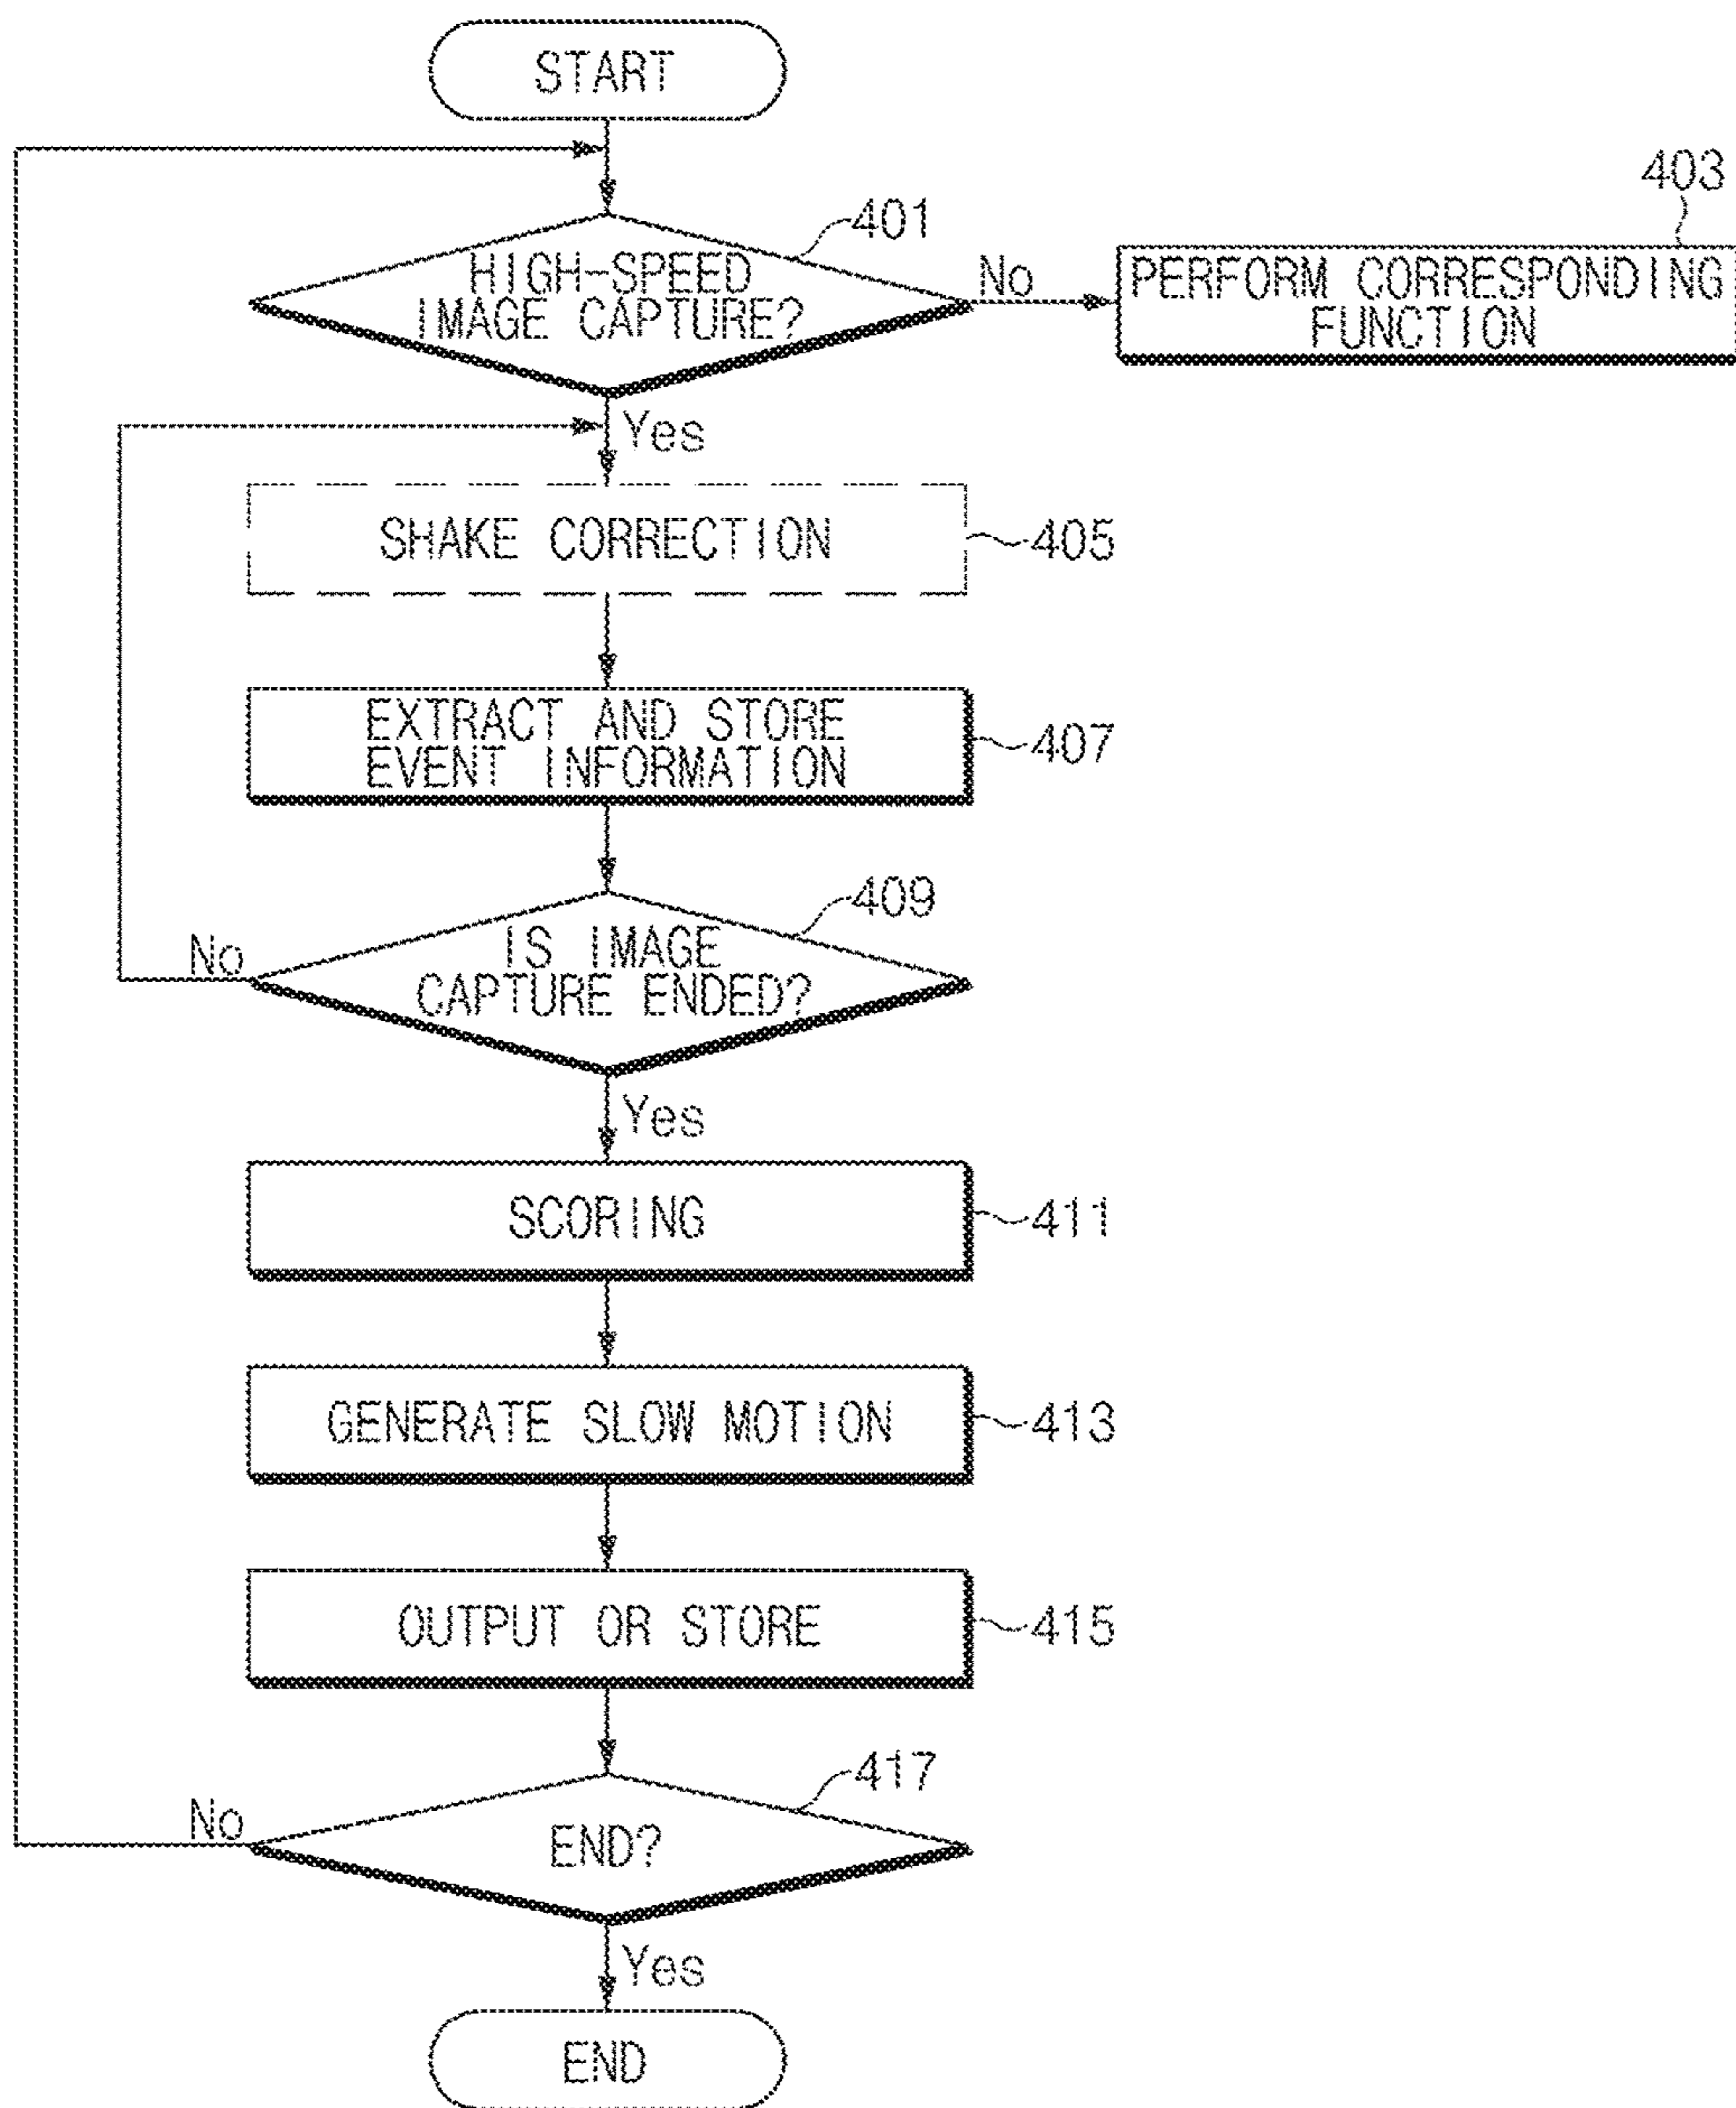 START
403
401
HIGH-SPEED
IMAGE CAPTURE?
No
PERFORM CORRESPONDING
FUNCTION
Yes
SHAKE CORRECTION
405
EXTRACT AND STORE
EVENT INFORMATION
407
409
IS IMAGE
CAPTURE ENDED?
No
Yes
SCORING
411
GENERATE SLOW MOTION
413
OUTPUT OR STORE
415
417
No
END?
Yes
END